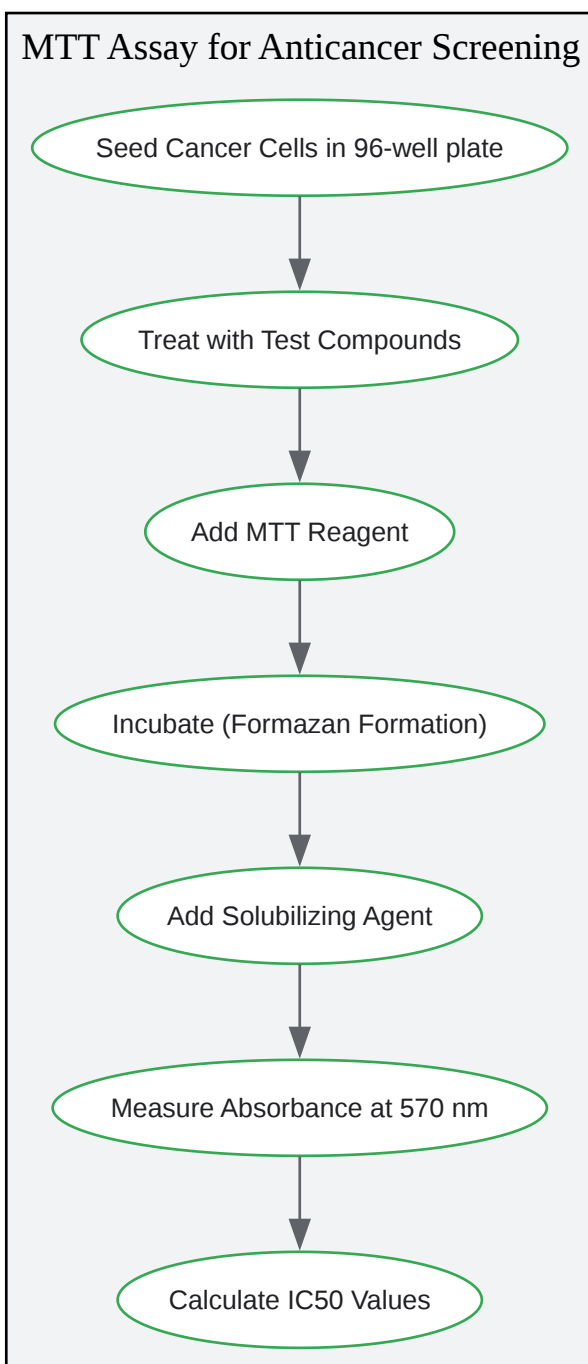 MTT Assay for Anticancer Screening
Seed Cancer Cells in 96-well plate
Treat with Test Compounds
Add MTT Reagent
Incubate (Formazan Formation)
Add Solubilizing Agent
Measure Absorbance at 570 nm
Calculate IC50 Values